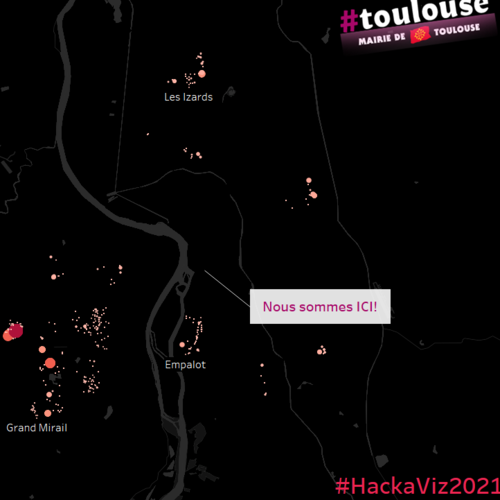 #toulouse
MAIRIE DE TOULOUSE
Les Izards
Nous sommes ICI!
Empalot
Grand Mirail
#HackaViz2021